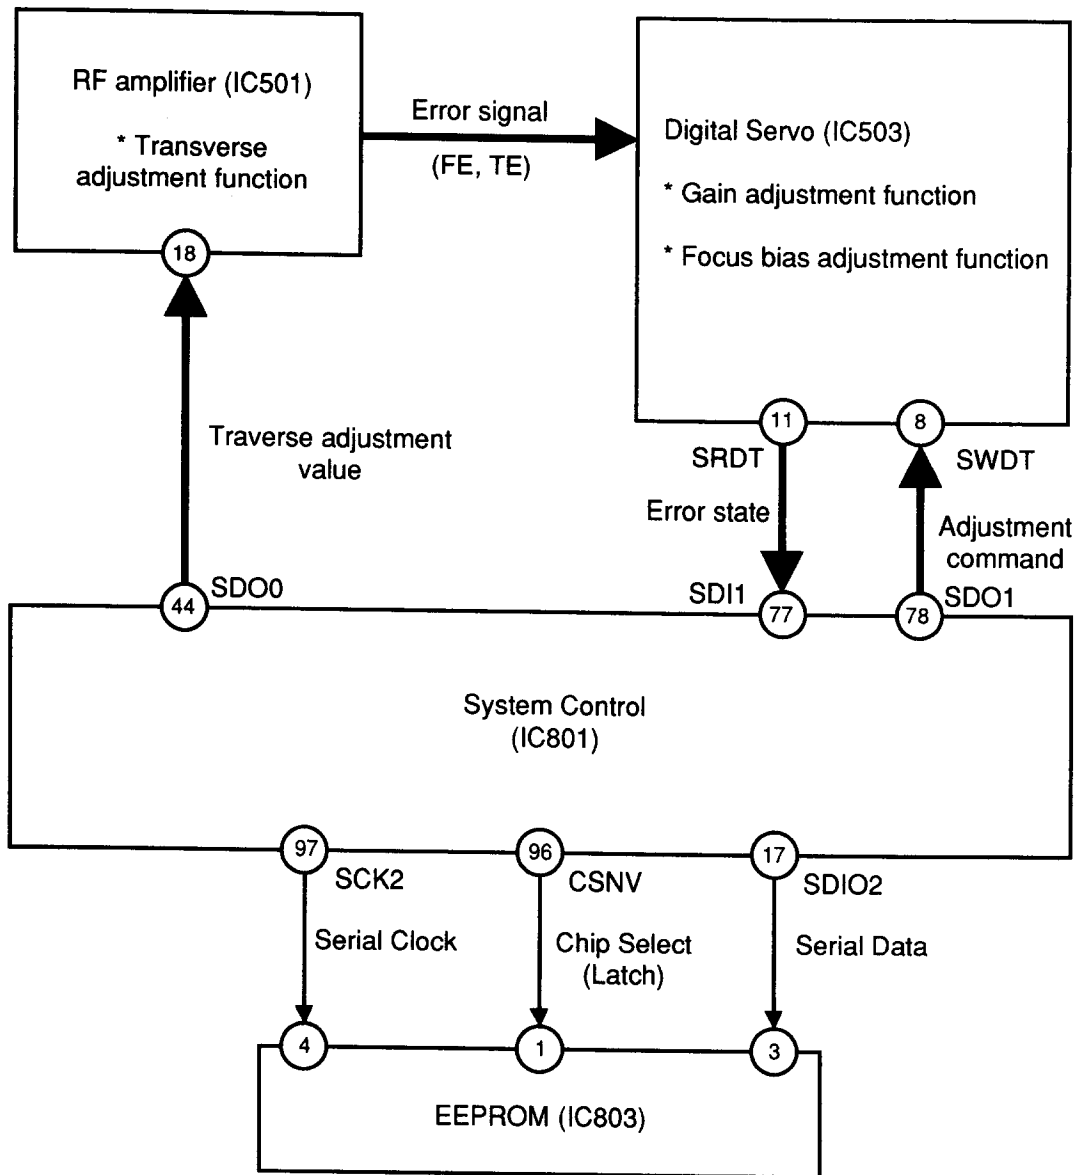 RF amplifier (IC501)
* Transverse
adjustment function
18
Error signal
(FE, TE)
Digital Servo (IC503)
* Gain adjustment function
* Focus bias adjustment function
11
8
SRDT
SWDT
Traverse adjustment
value
Error state
Adjustment
command
SDO0
SDI1
SDO1
44
77
78
System Control
(IC801)
97
96
17
SCK2
CSNV
SDIO2
Serial Clock
Chip Select
(Latch)
Serial Data
4
1
3
EEPROM (IC803)